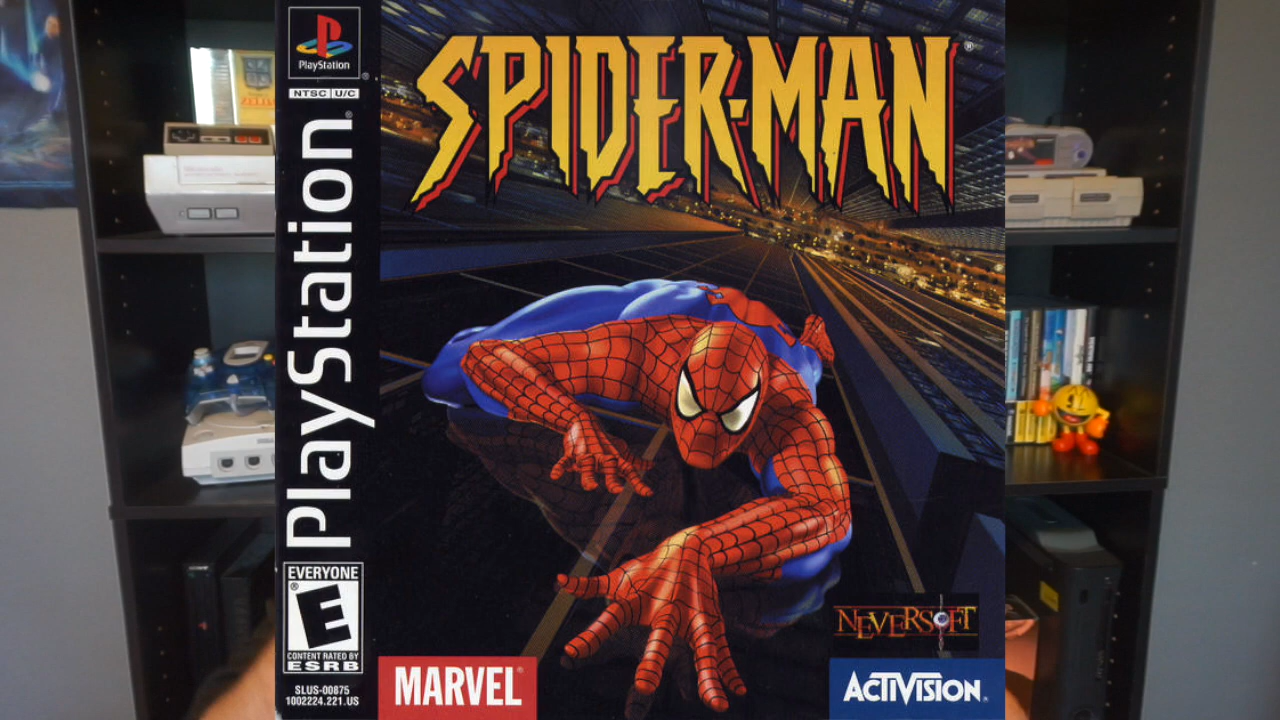 PlayStation
NTSC U/C
PlayStation
EVERYONE
E
CONTENT RATED BY
ESRB
SLUS-00875
1002224.221.US
SPIDER-MAN
NEVERSOFT
MARVEL
ACTIVISION